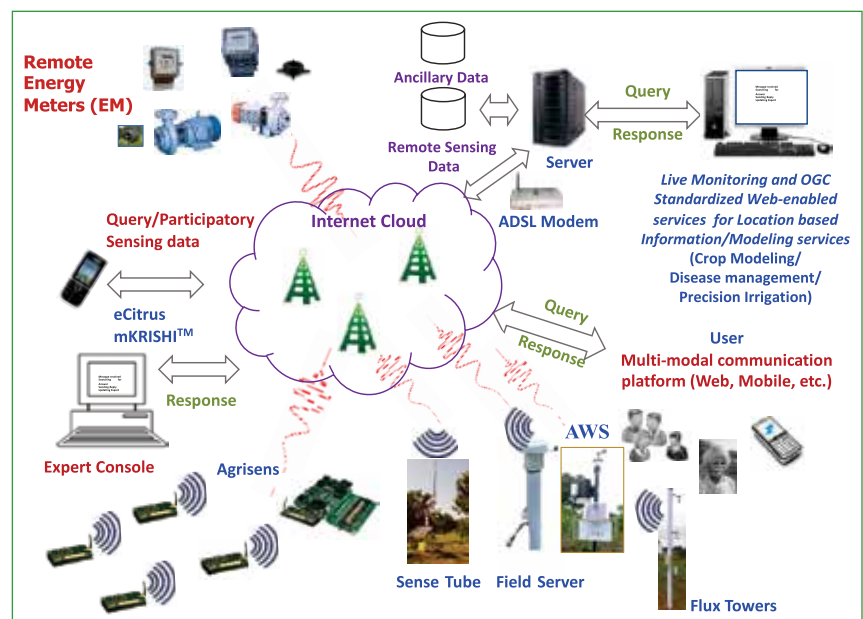 Remote
Energy
Meters (EM)
Ancillary Data
Remote Sensing
Data
Server
Query
Response
ADSL Modem
Live Monitoring and OGC
Standardized Web-enabled
services for Location based
Information/Modeling services
(Crop Modeling/
Disease management/
Precision Irrigation)
Internet Cloud
Query/Participatory
Sensing data
eCitrus
mKRISHI™
Response
Expert Console
Query
Response
User
Multi-modal communication
platform (Web, Mobile, etc.)
Agrisens
AWS
Sense Tube
Field Server
Flux Towers